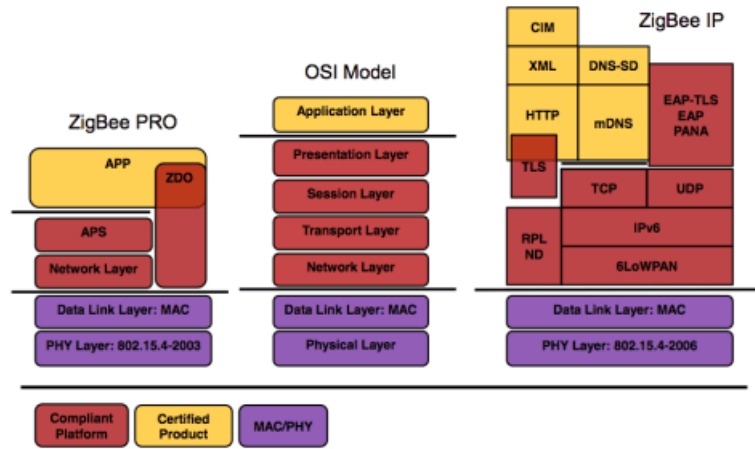 ZigBee PRO
APP
ZDO
APS
Network Layer
Data Link Layer: MAC
PHY Layer: 802.15.4-2003
OSI Model
Application Layer
Presentation Layer
Session Layer
Transport Layer
Network Layer
Data Link Layer: MAC
Physical Layer
ZigBee IP
CIM
XML
DNS-SD
HTTP
mDNS
EAP-TLS
EAP
PANA
TLS
TCP
UDP
RPL
ND
IPv6
6LoWPAN
Data Link Layer: MAC
PHY Layer: 802.15.4-2006
Compliant
Platform
Certified
Product
MAC/PHY